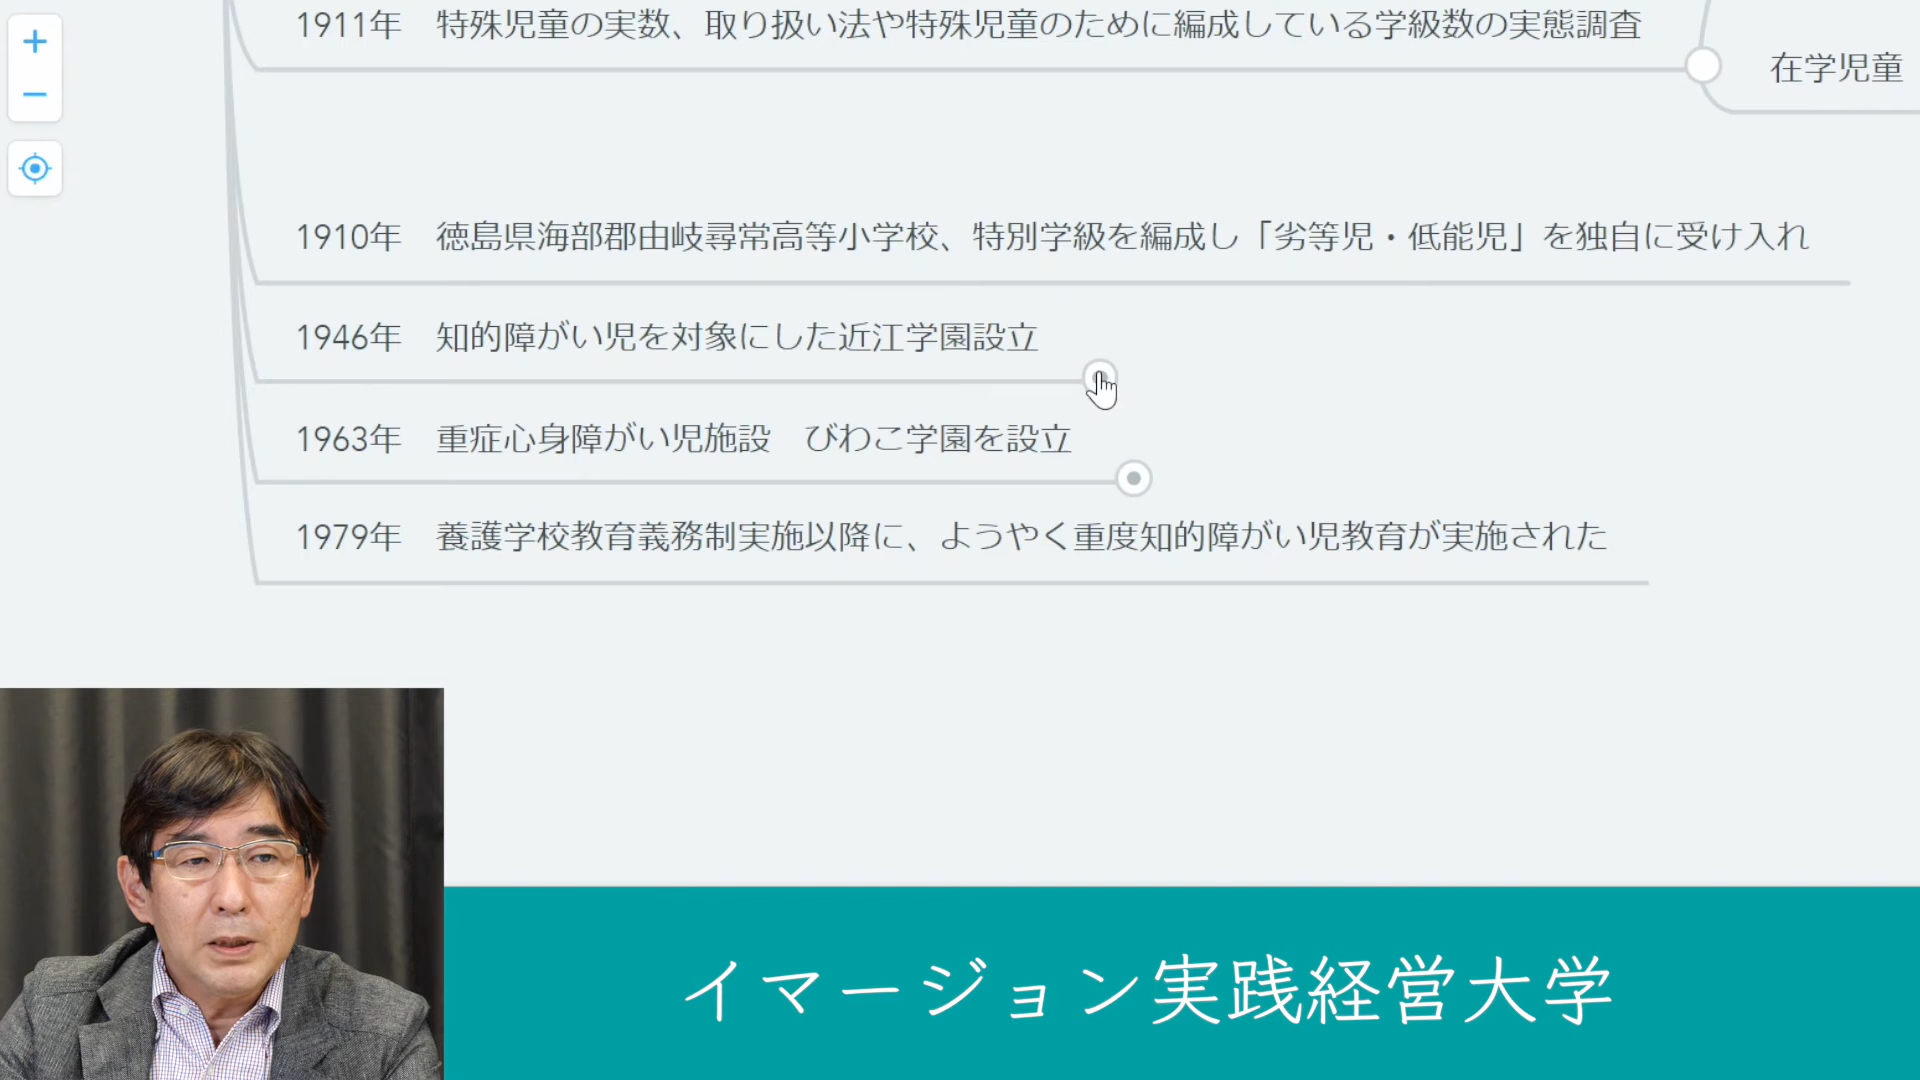 1911年　特殊児童の実数、取り扱い法や特殊児童のために編成している学級数の実態調査
在学児童
1910年　徳島県海部郡由岐尋常高等小学校、特別学級を編成し「劣等児・低能児」を独自に受け入れ
1946年　知的障がい児を対象にした近江学園設立
1963年　重症心身障がい児施設　びわこ学園を設立
1979年　養護学校教育義務制実施以降に、ようやく重度知的障がい児教育が実施された
イマージョン実践経営大学